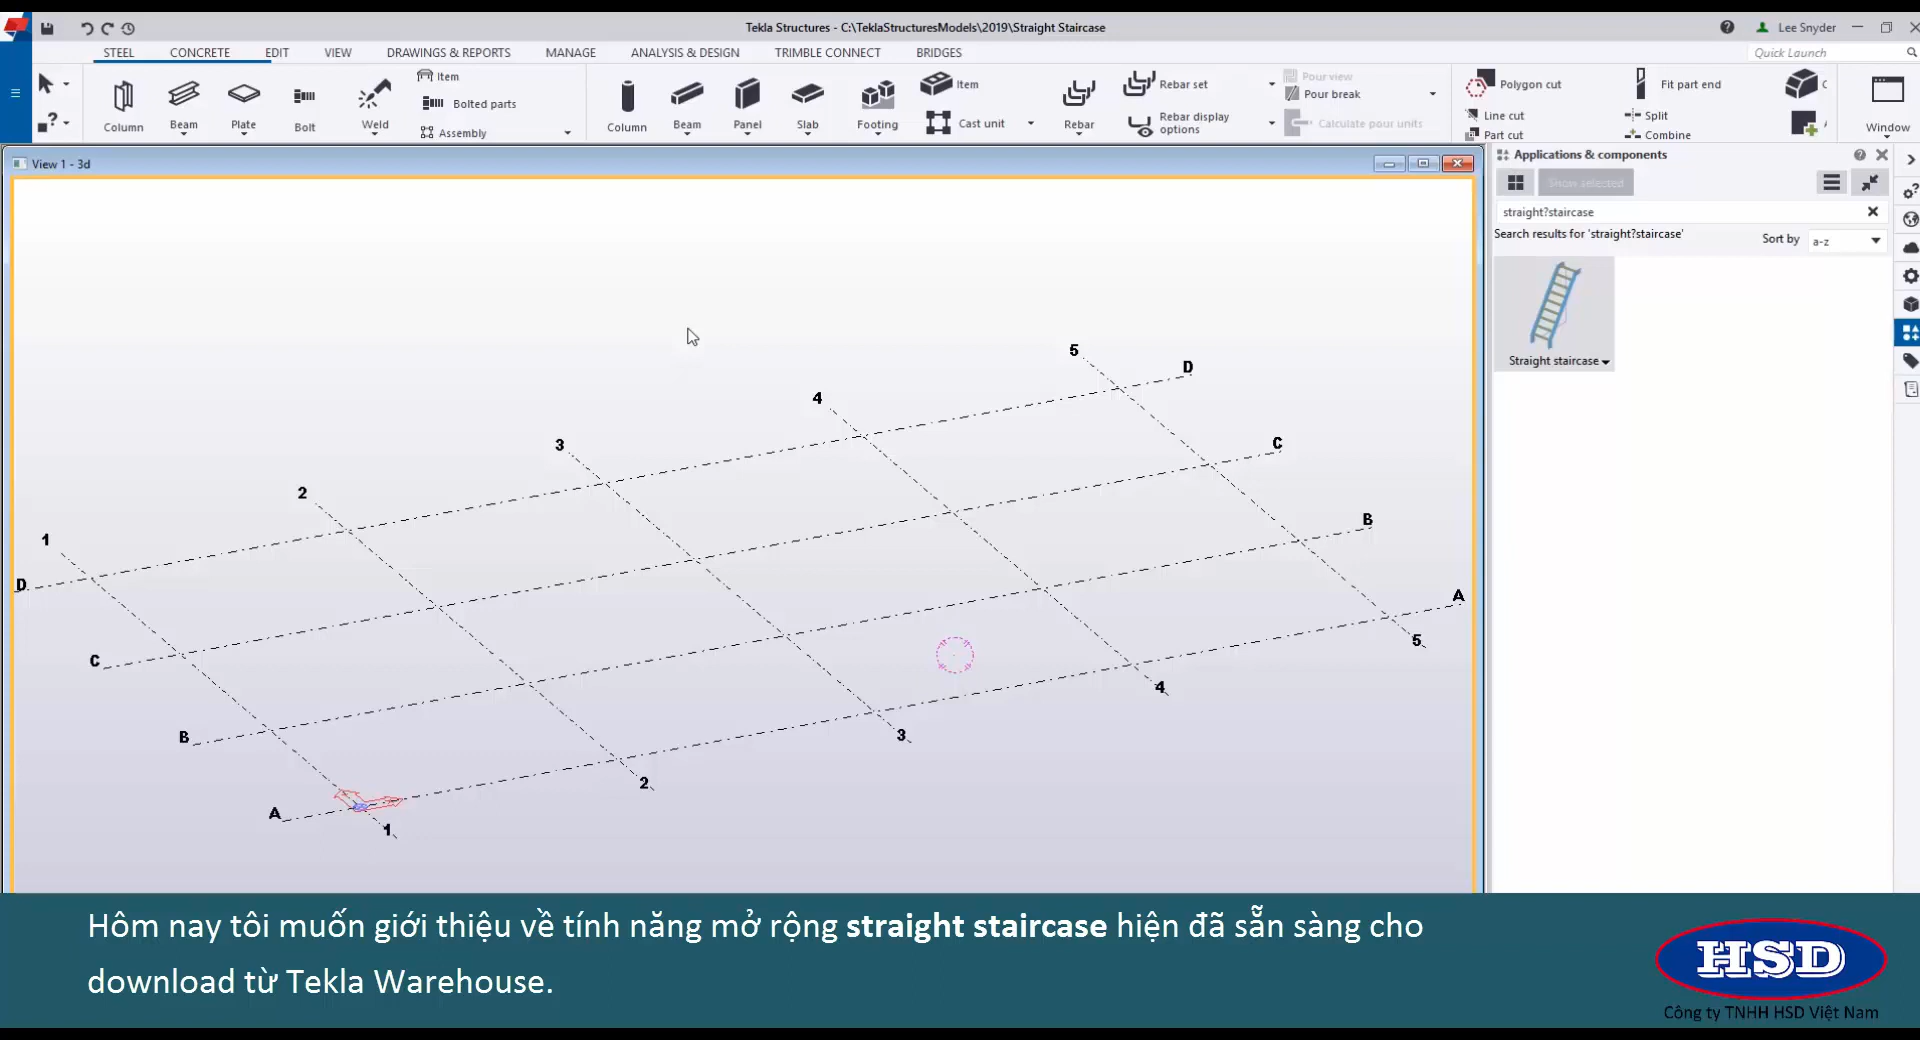 Tekla Structures - C:\TeklaStructuresModels\2019\Straight Staircase
Lee Snyder
STEEL CONCRETE EDIT VIEW DRAWINGS & REPORTS MANAGE ANALYSIS & DESIGN TRIMBLE CONNECT BRIDGES
Quick Launch
Column Beam Plate Bolt Weld
Item
Bolted parts
Assembly
Column Beam Panel Slab Footing
Item
Cast unit
Rebar
Rebar set
Rebar display
options
Pour view
Pour break
Calculate pour units
Polygon cut
Line cut
Part cut
Fit part end
Split
Combine
Window
View 1 - 3d
Applications & components
Show selected
straight?staircase
Search results for 'straight?staircase'
Sort by a-z
Straight staircase
5
D
4
C
3
2
B
1
D
A
5
C
4
B
3
2
A
1
Hôm nay tôi muốn giới thiệu về tính năng mở rộng straight staircase hiện đã sẵn sàng cho
download từ Tekla Warehouse.
HSD
Công ty TNHH HSD Việt Nam